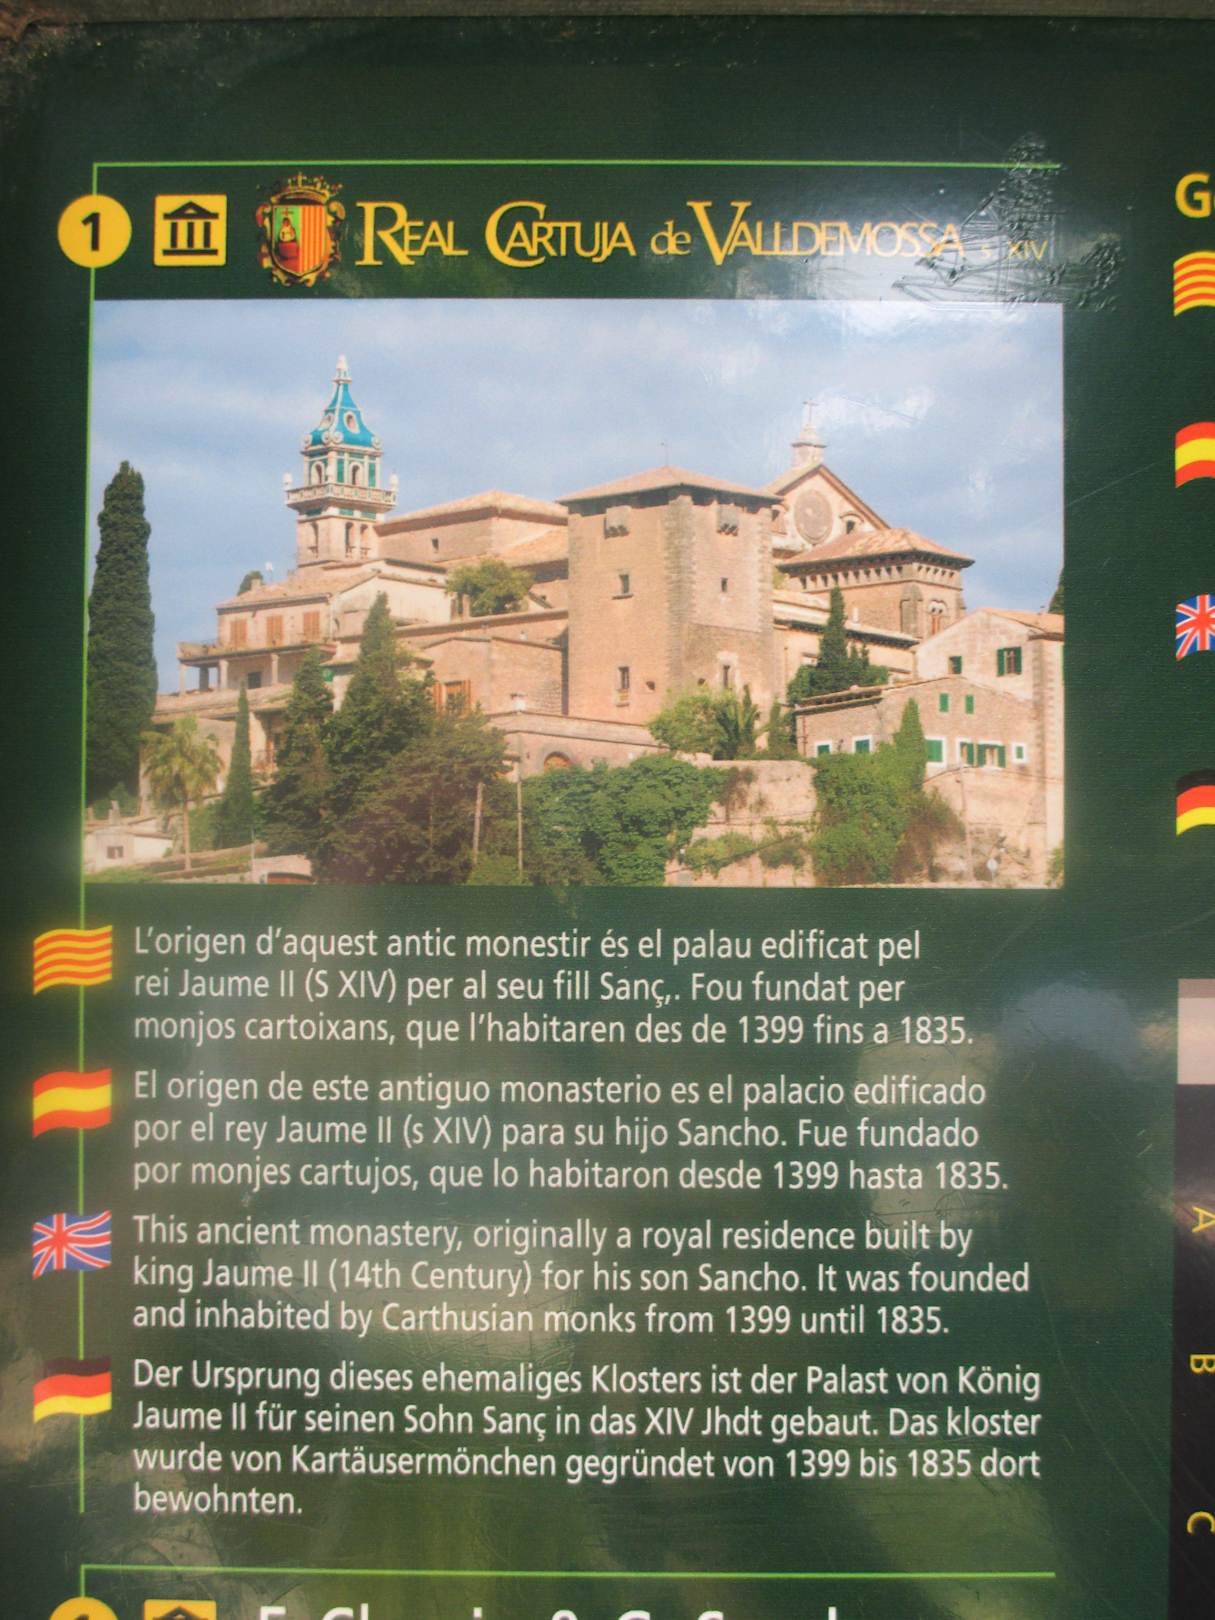 1
REAL CARTUJA de VALLDEMOSSA s. XIV
L'origen d'aquest antic monestir és el palau edificat pel
rei Jaume II (S XIV) per al seu fill Sanç,. Fou fundat per
monjos cartoixans, que l'habitaren des de 1399 fins a 1835.
El origen de este antiguo monasterio es el palacio edificado
por el rey Jaume II (s XIV) para su hijo Sancho. Fue fundado
por monjes cartujos, que lo habitaron desde 1399 hasta 1835.
This ancient monastery, originally a royal residence built by
king Jaume II (14th Century) for his son Sancho. It was founded
and inhabited by Carthusian monks from 1399 until 1835.
Der Ursprung dieses ehemaliges Klosters ist der Palast von König
Jaume II für seinen Sohn Sanç in das XIV Jhdt gebaut. Das kloster
wurde von Kartäusermönchen gegründet von 1399 bis 1835 dort
bewohnten.
A
B
C